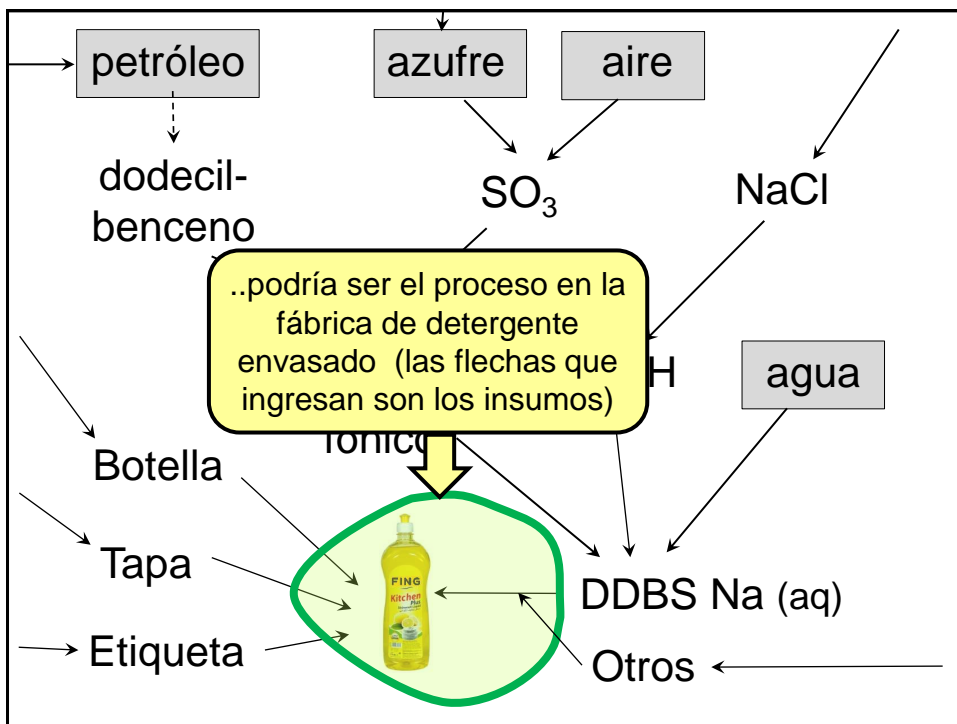 petróleo
azufre
aire
dodecil-
benceno
SO₃
NaCl
..podría ser el proceso en la
fábrica de detergente
envasado (las flechas que
ingresan son los insumos)
H
agua
Botella
FING
Kitchen
Plus
Tapa
DDBS Na (aq)
Etiqueta
Otros